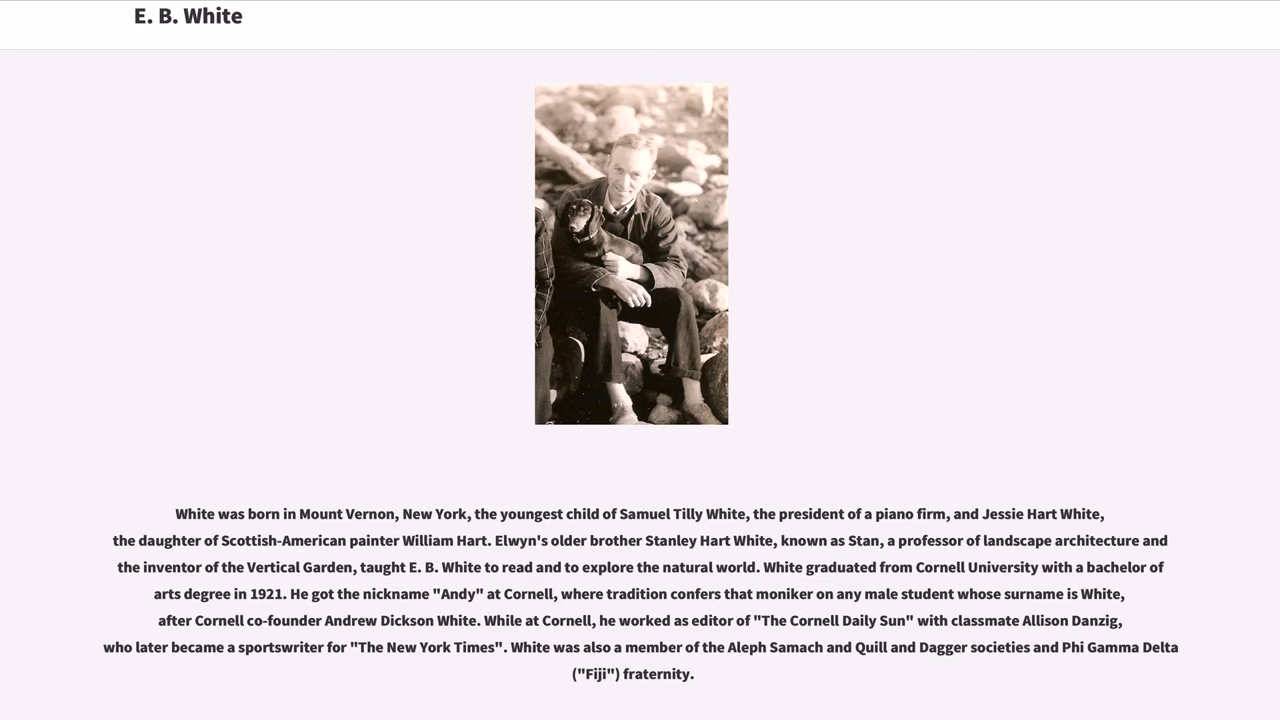 E. B. White
White was born in Mount Vernon, New York, the youngest child of Samuel Tilly White, the president of a piano firm, and Jessie Hart White,
the daughter of Scottish-American painter William Hart. Elwyn's older brother Stanley Hart White, known as Stan, a professor of landscape architecture and
the inventor of the Vertical Garden, taught E. B. White to read and to explore the natural world. White graduated from Cornell University with a bachelor of
arts degree in 1921. He got the nickname "Andy" at Cornell, where tradition confers that moniker on any male student whose surname is White,
after Cornell co-founder Andrew Dickson White. While at Cornell, he worked as editor of "The Cornell Daily Sun" with classmate Allison Danzig,
who later became a sportswriter for "The New York Times". White was also a member of the Aleph Samach and Quill and Dagger societies and Phi Gamma Delta
("Fiji") fraternity.